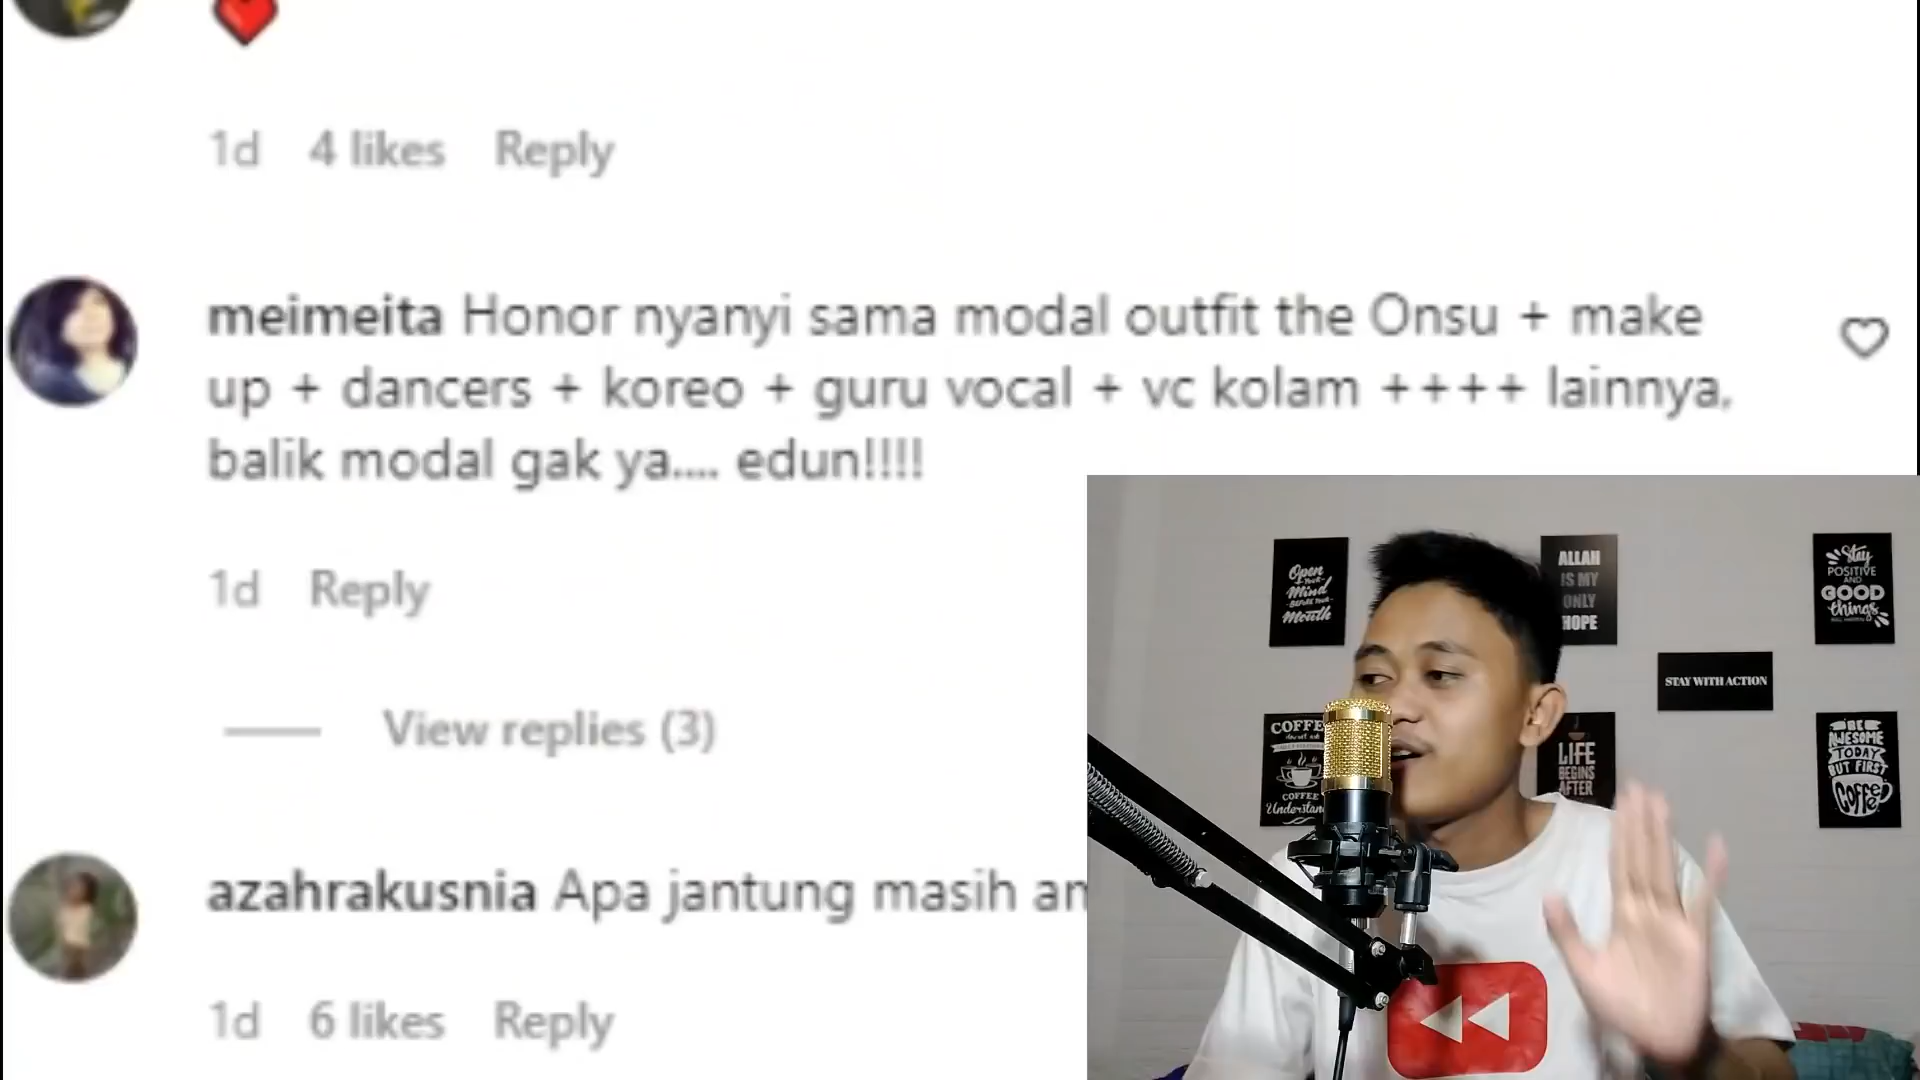 1d 4 likes Reply
meimeita Honor nyanyi sama modal outfit the Onsu + make
up + dancers + koreo + guru vocal + vc kolam ++++ lainnya,
balik modal gak ya.... edun!!!!
1d Reply
View replies (3)
azahrakusnia Apa jantung masih
1d 6 likes Reply
Open
Your
Mind
Before Your
Mouth
ALLAH
IS MY
ONLY
HOPE
Stay
POSITIVE
AND
GOOD
things
STAY WITH ACTION
COFFE
COFFEE
LIFE
BEGINS
AFTER
BE
AWESOME
TODAY
BUT FIRST
Coffee